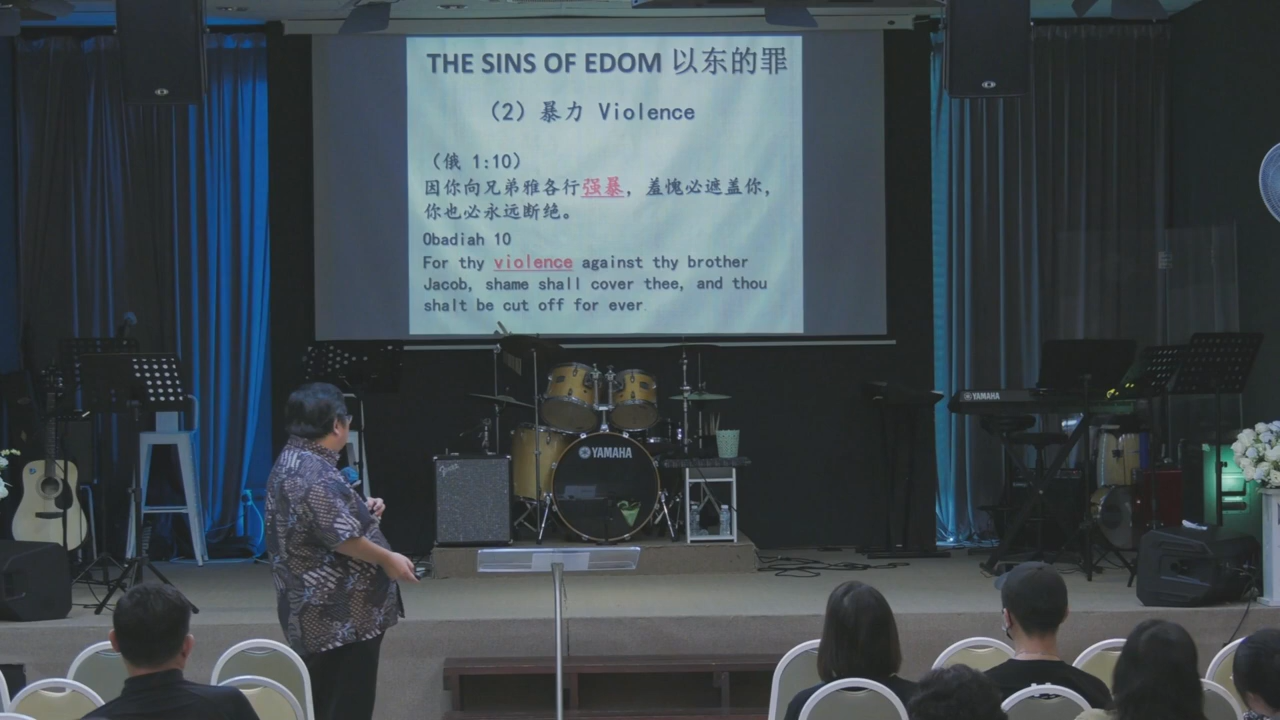 THE SINS OF EDOM 以东的罪
（2）暴力 Violence
（俄 1:10）
因你向兄弟雅各行强暴，羞愧必遮盖你，
你也必永远断绝。
Obadiah 10
For thy violence against thy brother
Jacob, shame shall cover thee, and thou
shalt be cut off for ever.
YAMAHA
YAMAHA
Fender